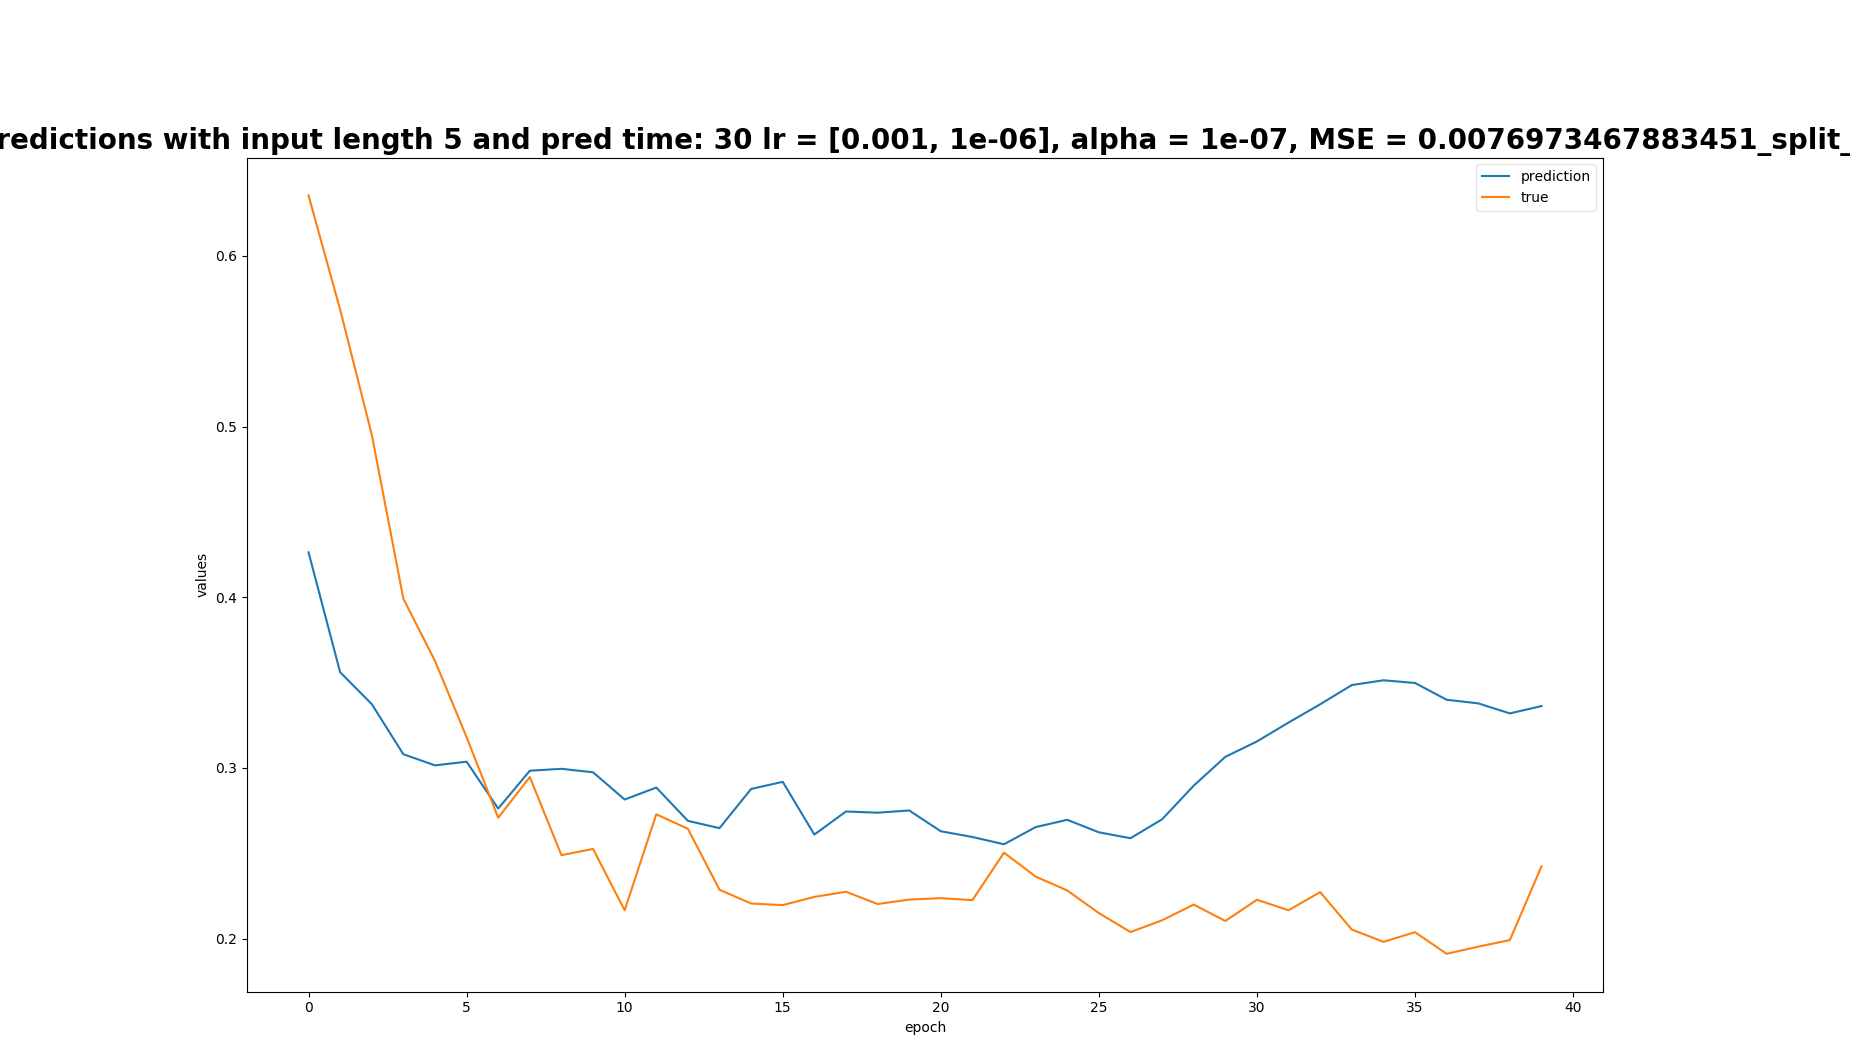 redictions with input length 5 and pred time: 30 lr = [0.001, 1e-06], alpha = 1e-07, MSE = 0.0076973467883451_split_
prediction
true
0.6
0.5
0.4
0.3
0.2
values
0 5 10 15 20 25 30 35 40
epoch